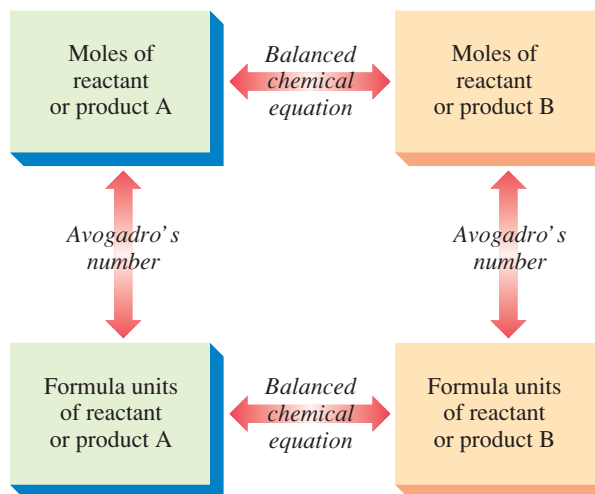 Moles of
reactant
or product A
Balanced
chemical
equation
Moles of
reactant
or product B
Avogadro's
number
Avogadro's
number
Formula units
of reactant
or product A
Balanced
chemical
equation
Formula units
of reactant
or product B